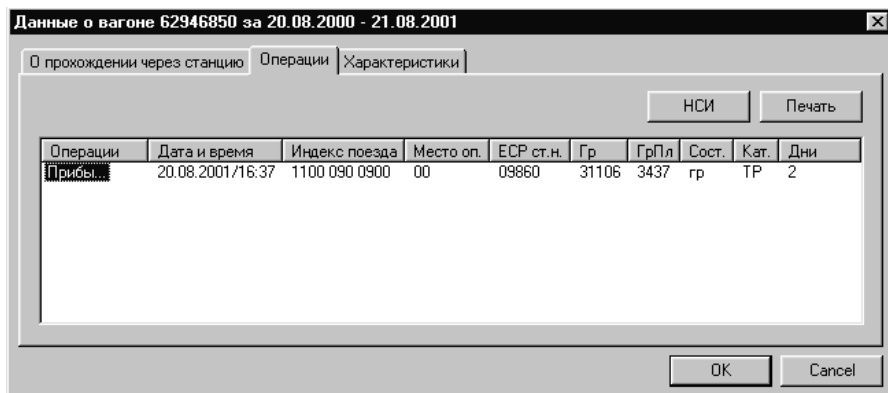 Данные о вагоне 62946850 за 20.08.2000 - 21.08.2001
О прохождении через станцию Операции Характеристики
НСИ Печать
Операции Дата и время Индекс поезда Место оп. ЕСР ст.н. Гр ГрПл Сост. Кат. Дни
Прибы... 20.08.2001/16:37 1100 090 0900 00 09860 31106 3437 гр ТР 2
OK Cancel